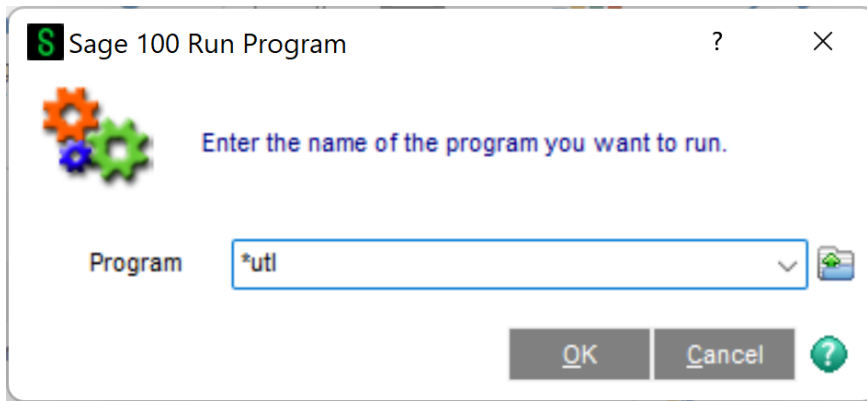 S Sage 100 Run Program ? ×
Enter the name of the program you want to run.
Program *utl
OK Cancel ?